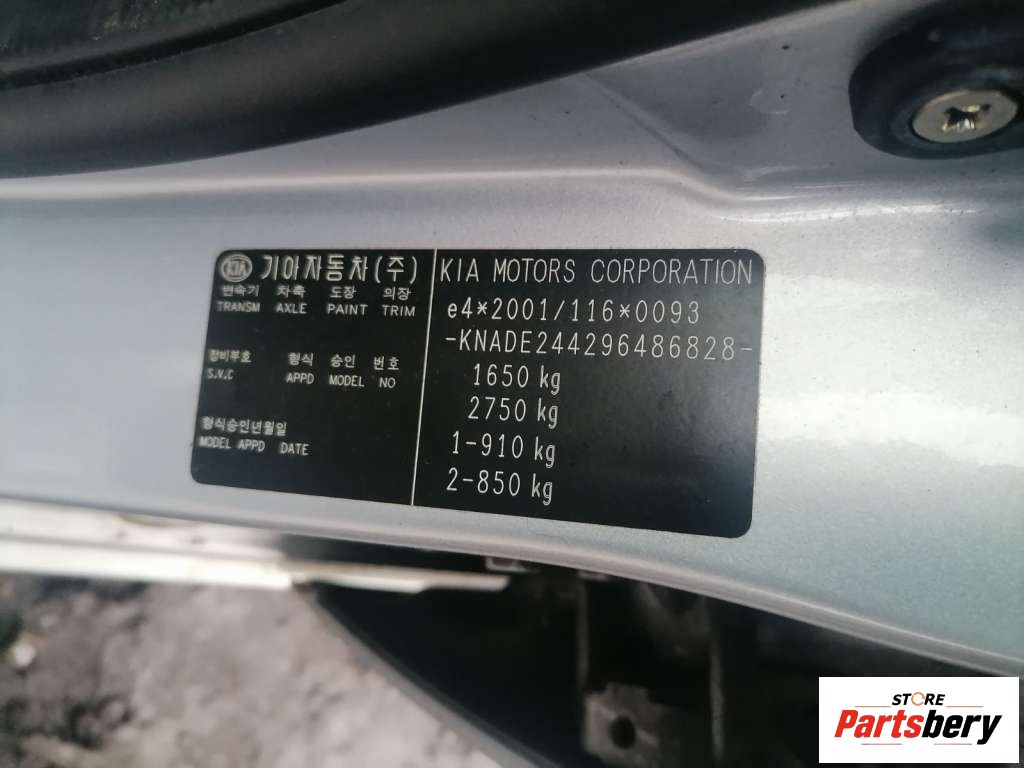 KIA 기아자동차(주)
변속기 차축 도장 의장
TRANSM AXLE PAINT TRIM
정비부호 형식 승인 번호
S.V.C APPD MODEL NO
형식승인년월일
MODEL APPD DATE
KIA MOTORS CORPORATION
e4*2001/116*0093
-KNADE244296486828-
1650 kg
2750 kg
1-910 kg
2-850 kg
STORE
Partsbery